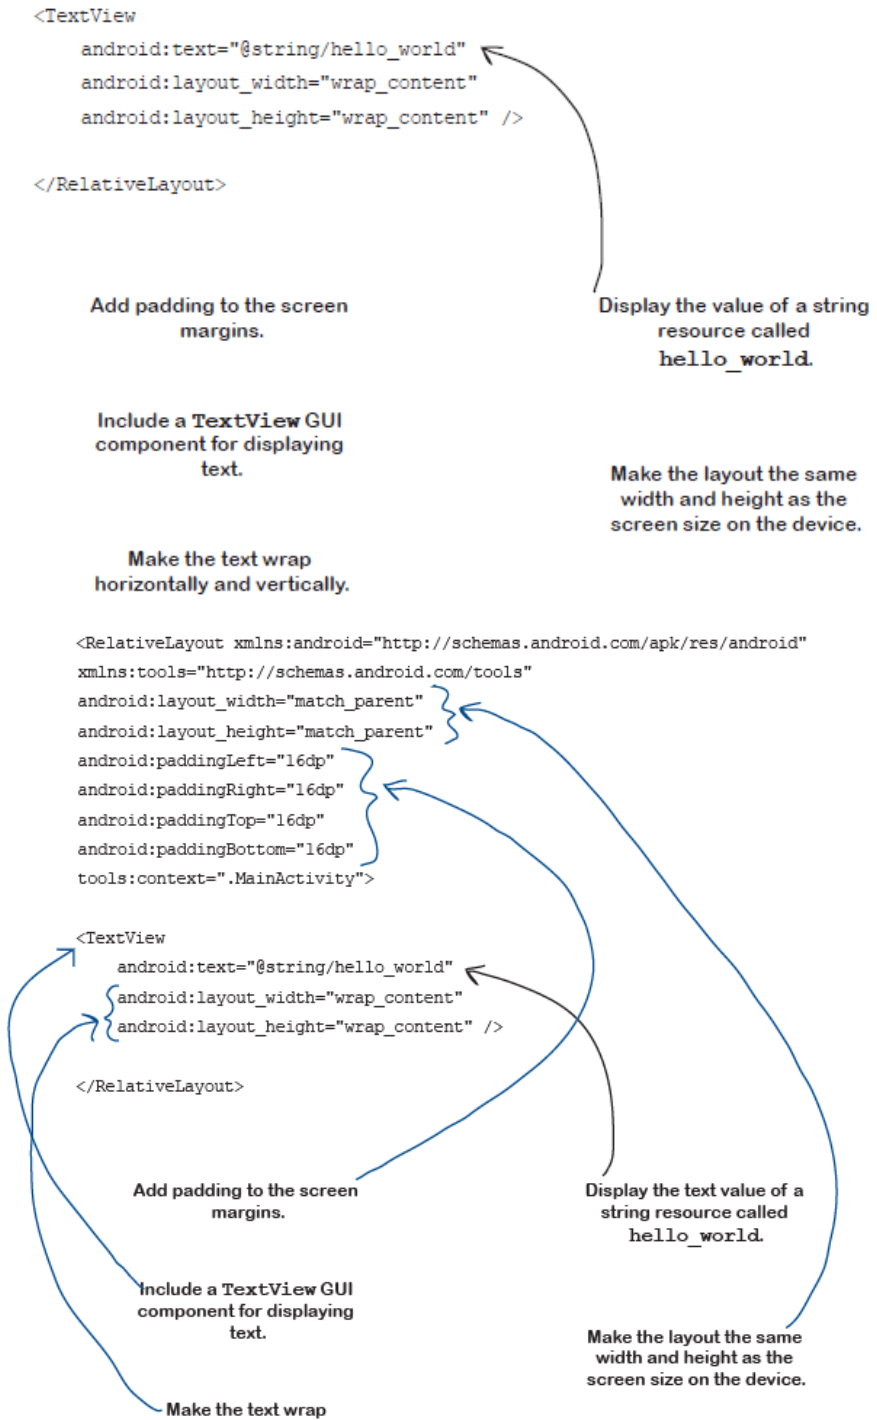 <TextView
android:text="@string/hello_world"
android:layout_width="wrap_content"
android:layout_height="wrap_content" />
</RelativeLayout>
Add padding to the screen
margins.
Display the value of a string
resource called
hello_world.
Include a TextView GUI
component for displaying
text.
Make the layout the same
width and height as the
screen size on the device.
Make the text wrap
horizontally and vertically.
<RelativeLayout xmlns:android="http://schemas.android.com/apk/res/android"
xmlns:tools="http://schemas.android.com/tools"
android:layout_width="match_parent"
android:layout_height="match_parent"
android:paddingLeft="16dp"
android:paddingRight="16dp"
android:paddingTop="16dp"
android:paddingBottom="16dp"
tools:context=".MainActivity">
<TextView
android:text="@string/hello_world"
android:layout_width="wrap_content"
android:layout_height="wrap_content" />
</RelativeLayout>
Add padding to the screen
margins.
Display the text value of a
string resource called
hello_world.
Include a TextView GUI
component for displaying
text.
Make the layout the same
width and height as the
screen size on the device.
Make the text wrap